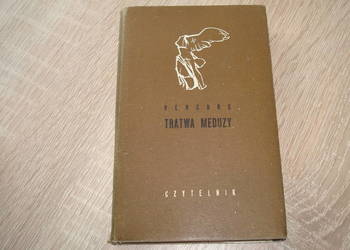 VERCORS
TRATWA MEDUZY
CZYTELNIK